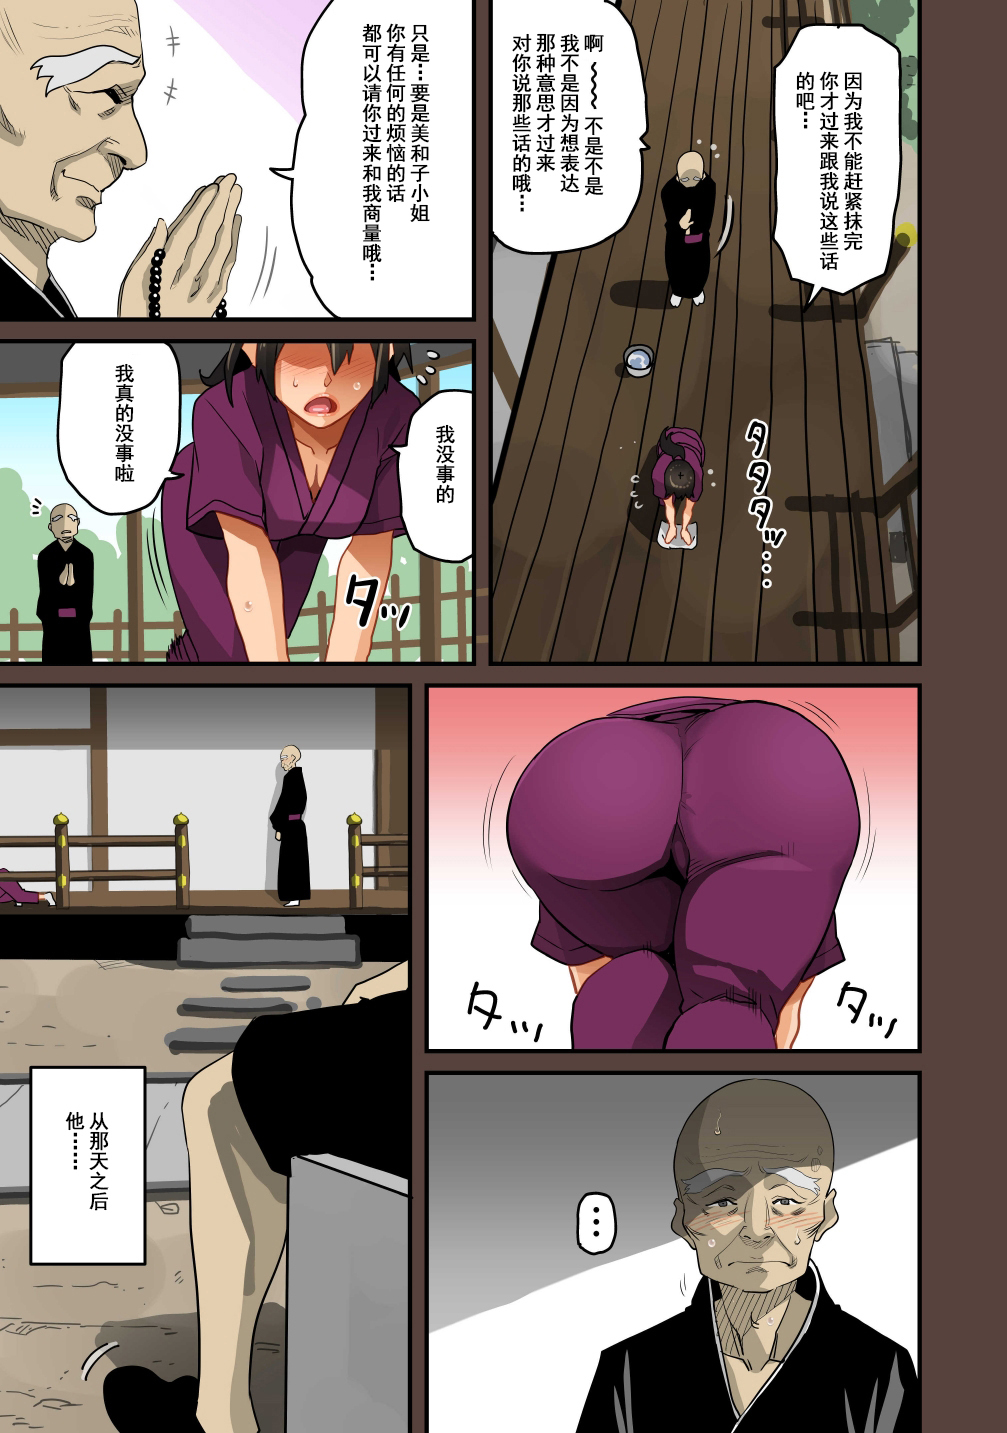 因为我不能赶紧抹完
你才过来跟我说这些话
的吧…
啊~~~不是不是
我不是因为想表达
那种意思才过来
对你说那些话的哦…
タタタッ…
只是…要是美和子小姐
你有任何的烦恼的话
都可以请你过来和我商量哦…
我没事的
我真的没事啦
タッ
タッ
タッ
…
从那天之后
他……